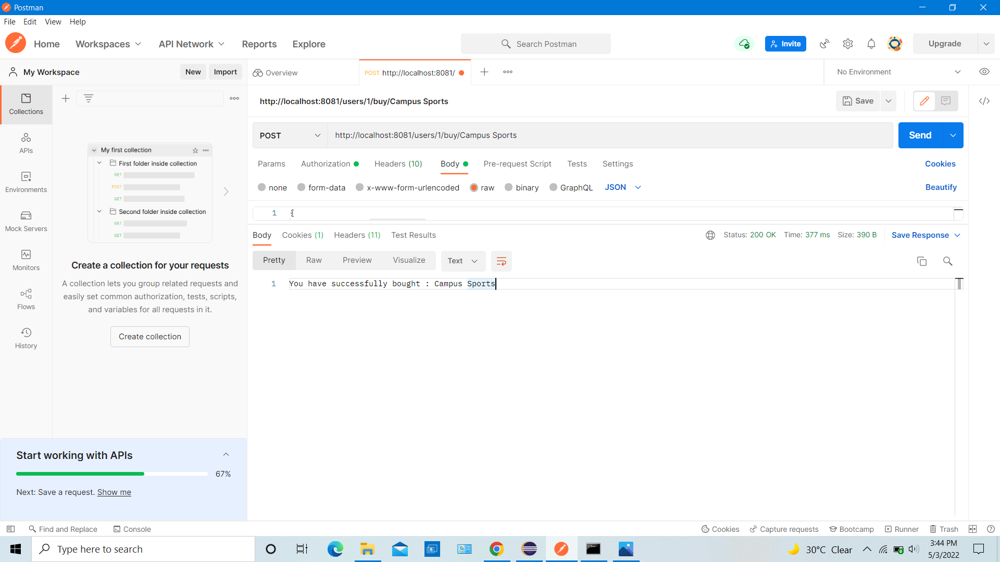 Postman
File Edit View Help
Home Workspaces API Network Reports Explore Search Postman Invite Upgrade
My Workspace New Import Overview POST http://localhost:8081/ No Environment
http://localhost:8081/users/1/buy/Campus Sports Save
POST http://localhost:8081/users/1/buy/Campus Sports Send
Params Authorization Headers (10) Body Pre-request Script Tests Settings Cookies
none form-data x-www-form-urlencoded raw binary GraphQL JSON Beautify
1 {
Body Cookies (1) Headers (11) Test Results Status: 200 OK Time: 377 ms Size: 390 B Save Response
Pretty Raw Preview Visualize Text
1 You have successfully bought : Campus Sports
Collections
APIs
Environments
Mock Servers
Monitors
Flows
History
My first collection
First folder inside collection
GET
POST
GET
Second folder inside collection
GET
GET
Create a collection for your requests
A collection lets you group related requests and
easily set common authorization, tests, scripts,
and variables for all requests in it.
Create collection
Start working with APIs
67%
Next: Save a request. Show me
Find and Replace Console Cookies Capture requests Bootcamp Runner Trash
Type here to search 30°C Clear 3:44 PM
5/3/2022